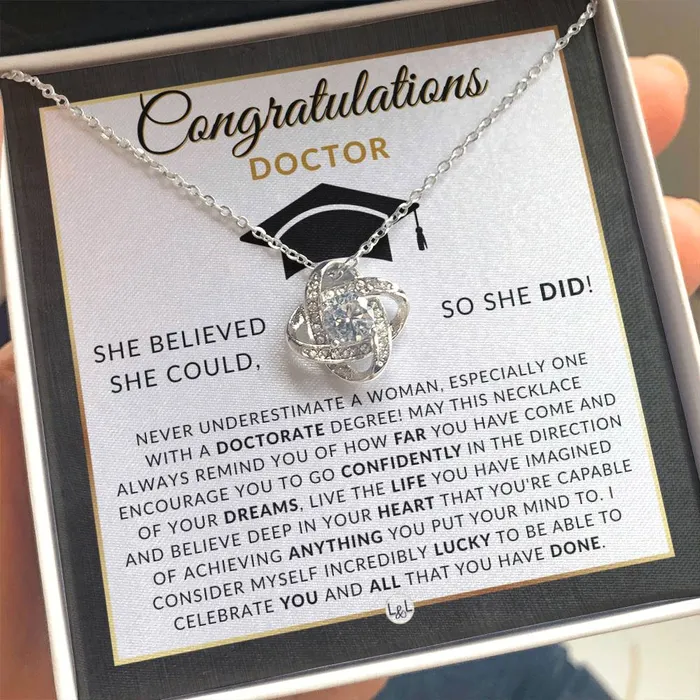 Congratulations
DOCTOR
SHE BELIEVED
SHE COULD,
SO SHE DID!
NEVER UNDERESTIMATE A WOMAN, ESPECIALLY ONE
WITH A DOCTORATE DEGREE! MAY THIS NECKLACE
ALWAYS REMIND YOU OF HOW FAR YOU HAVE COME AND
ENCOURAGE YOU TO GO CONFIDENTLY IN THE DIRECTION
OF YOUR DREAMS, LIVE THE LIFE YOU HAVE IMAGINED
AND BELIEVE DEEP IN YOUR HEART THAT YOU'RE CAPABLE
OF ACHIEVING ANYTHING YOU PUT YOUR MIND TO. I
CONSIDER MYSELF INCREDIBLY LUCKY TO BE ABLE TO
CELEBRATE YOU AND ALL THAT YOU HAVE DONE.
L&L